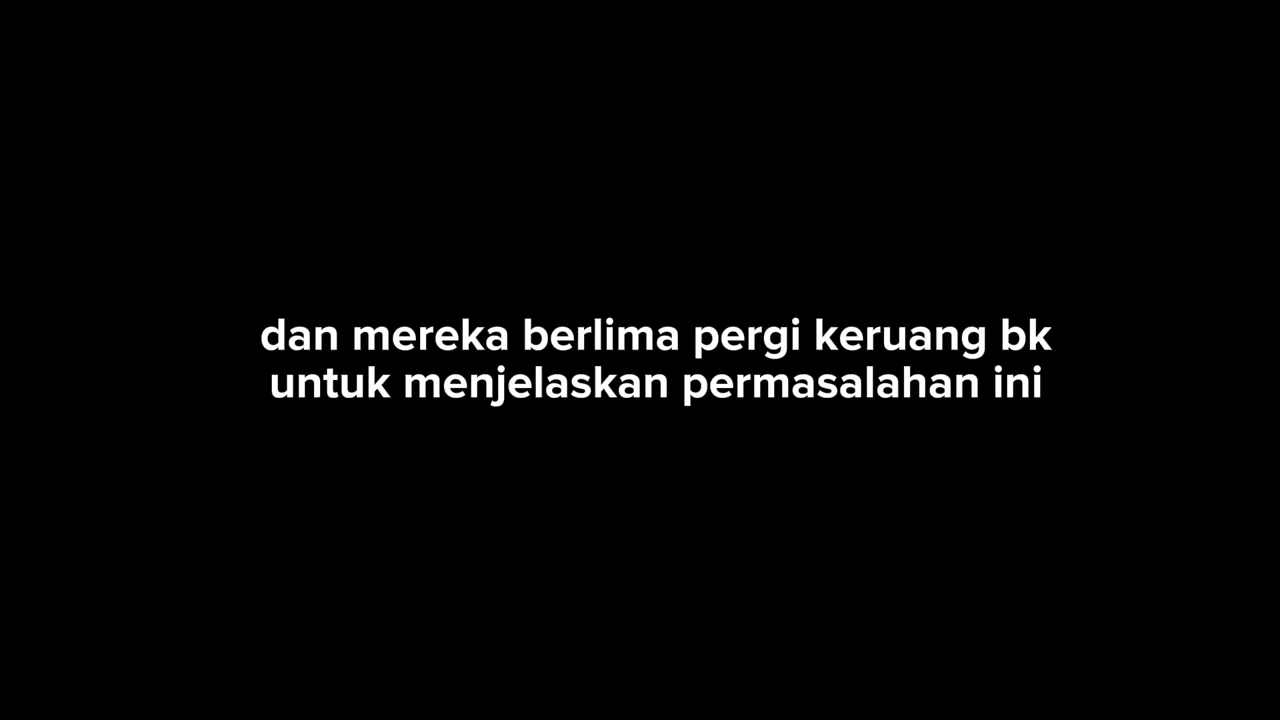 dan mereka berlima pergi keruang bk
untuk menjelaskan permasalahan ini